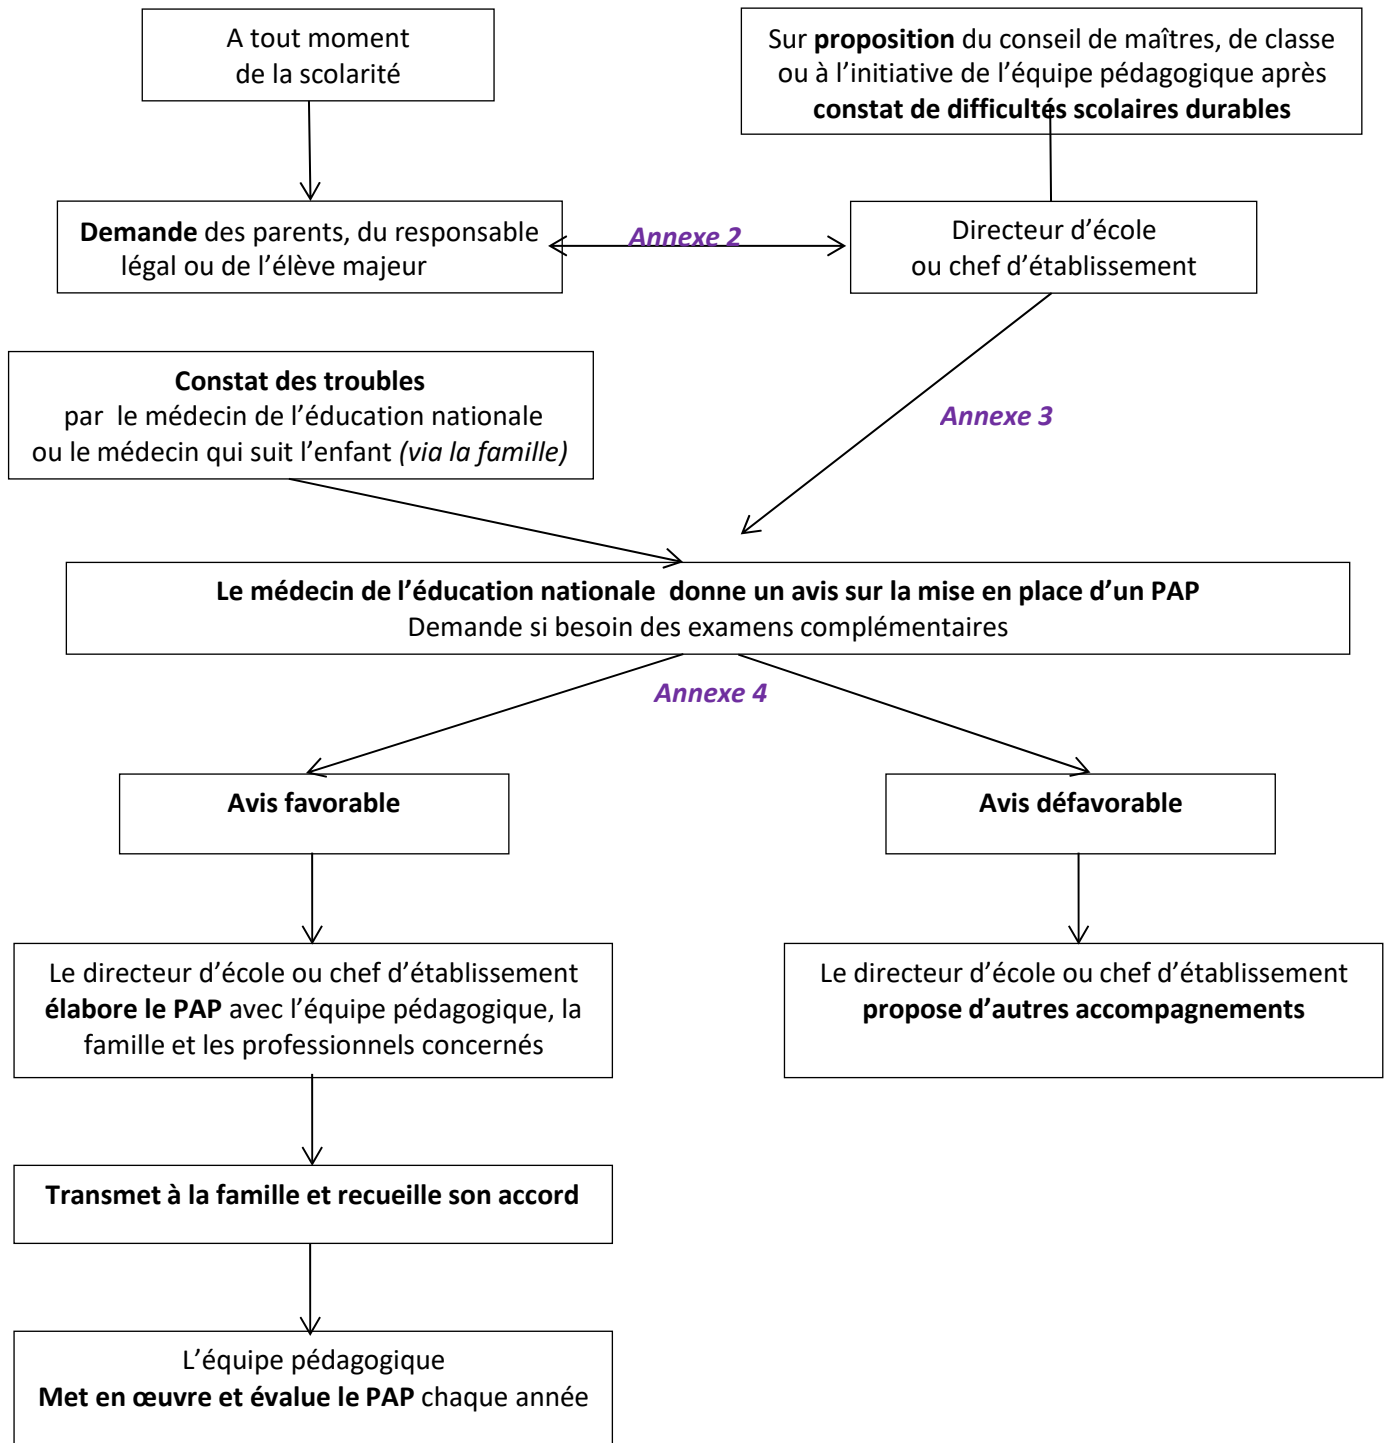 A tout moment
de la scolarité
Sur proposition du conseil de maîtres, de classe
ou à l’initiative de l’équipe pédagogique après
constat de difficultés scolaires durables
Demande des parents, du responsable
légal ou de l’élève majeur
Annexe 2
Directeur d’école
ou chef d’établissement
Constat des troubles
par le médecin de l’éducation nationale
ou le médecin qui suit l’enfant (via la famille)
Annexe 3
Le médecin de l’éducation nationale donne un avis sur la mise en place d’un PAP
Demande si besoin des examens complémentaires
Annexe 4
Avis favorable
Avis défavorable
Le directeur d’école ou chef d’établissement
élabore le PAP avec l’équipe pédagogique, la
famille et les professionnels concernés
Le directeur d’école ou chef d’établissement
propose d’autres accompagnements
Transmet à la famille et recueille son accord
L’équipe pédagogique
Met en œuvre et évalue le PAP chaque année